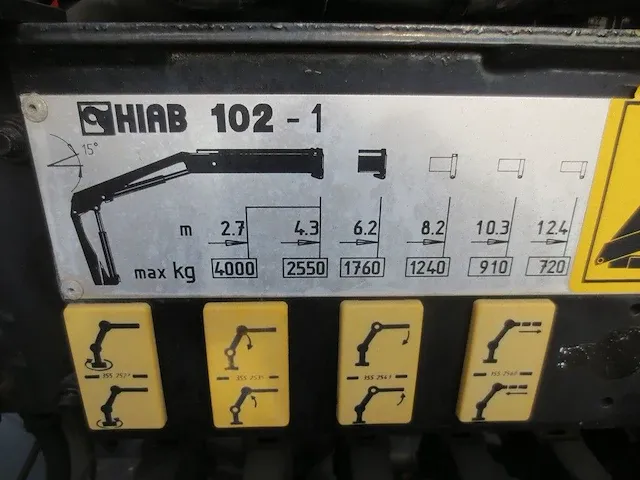 HIAB 102 - 1
15°
m 2.7 4.3 6.2 8.2 10.3 12.4
max kg 4000 2550 1760 1240 910 720